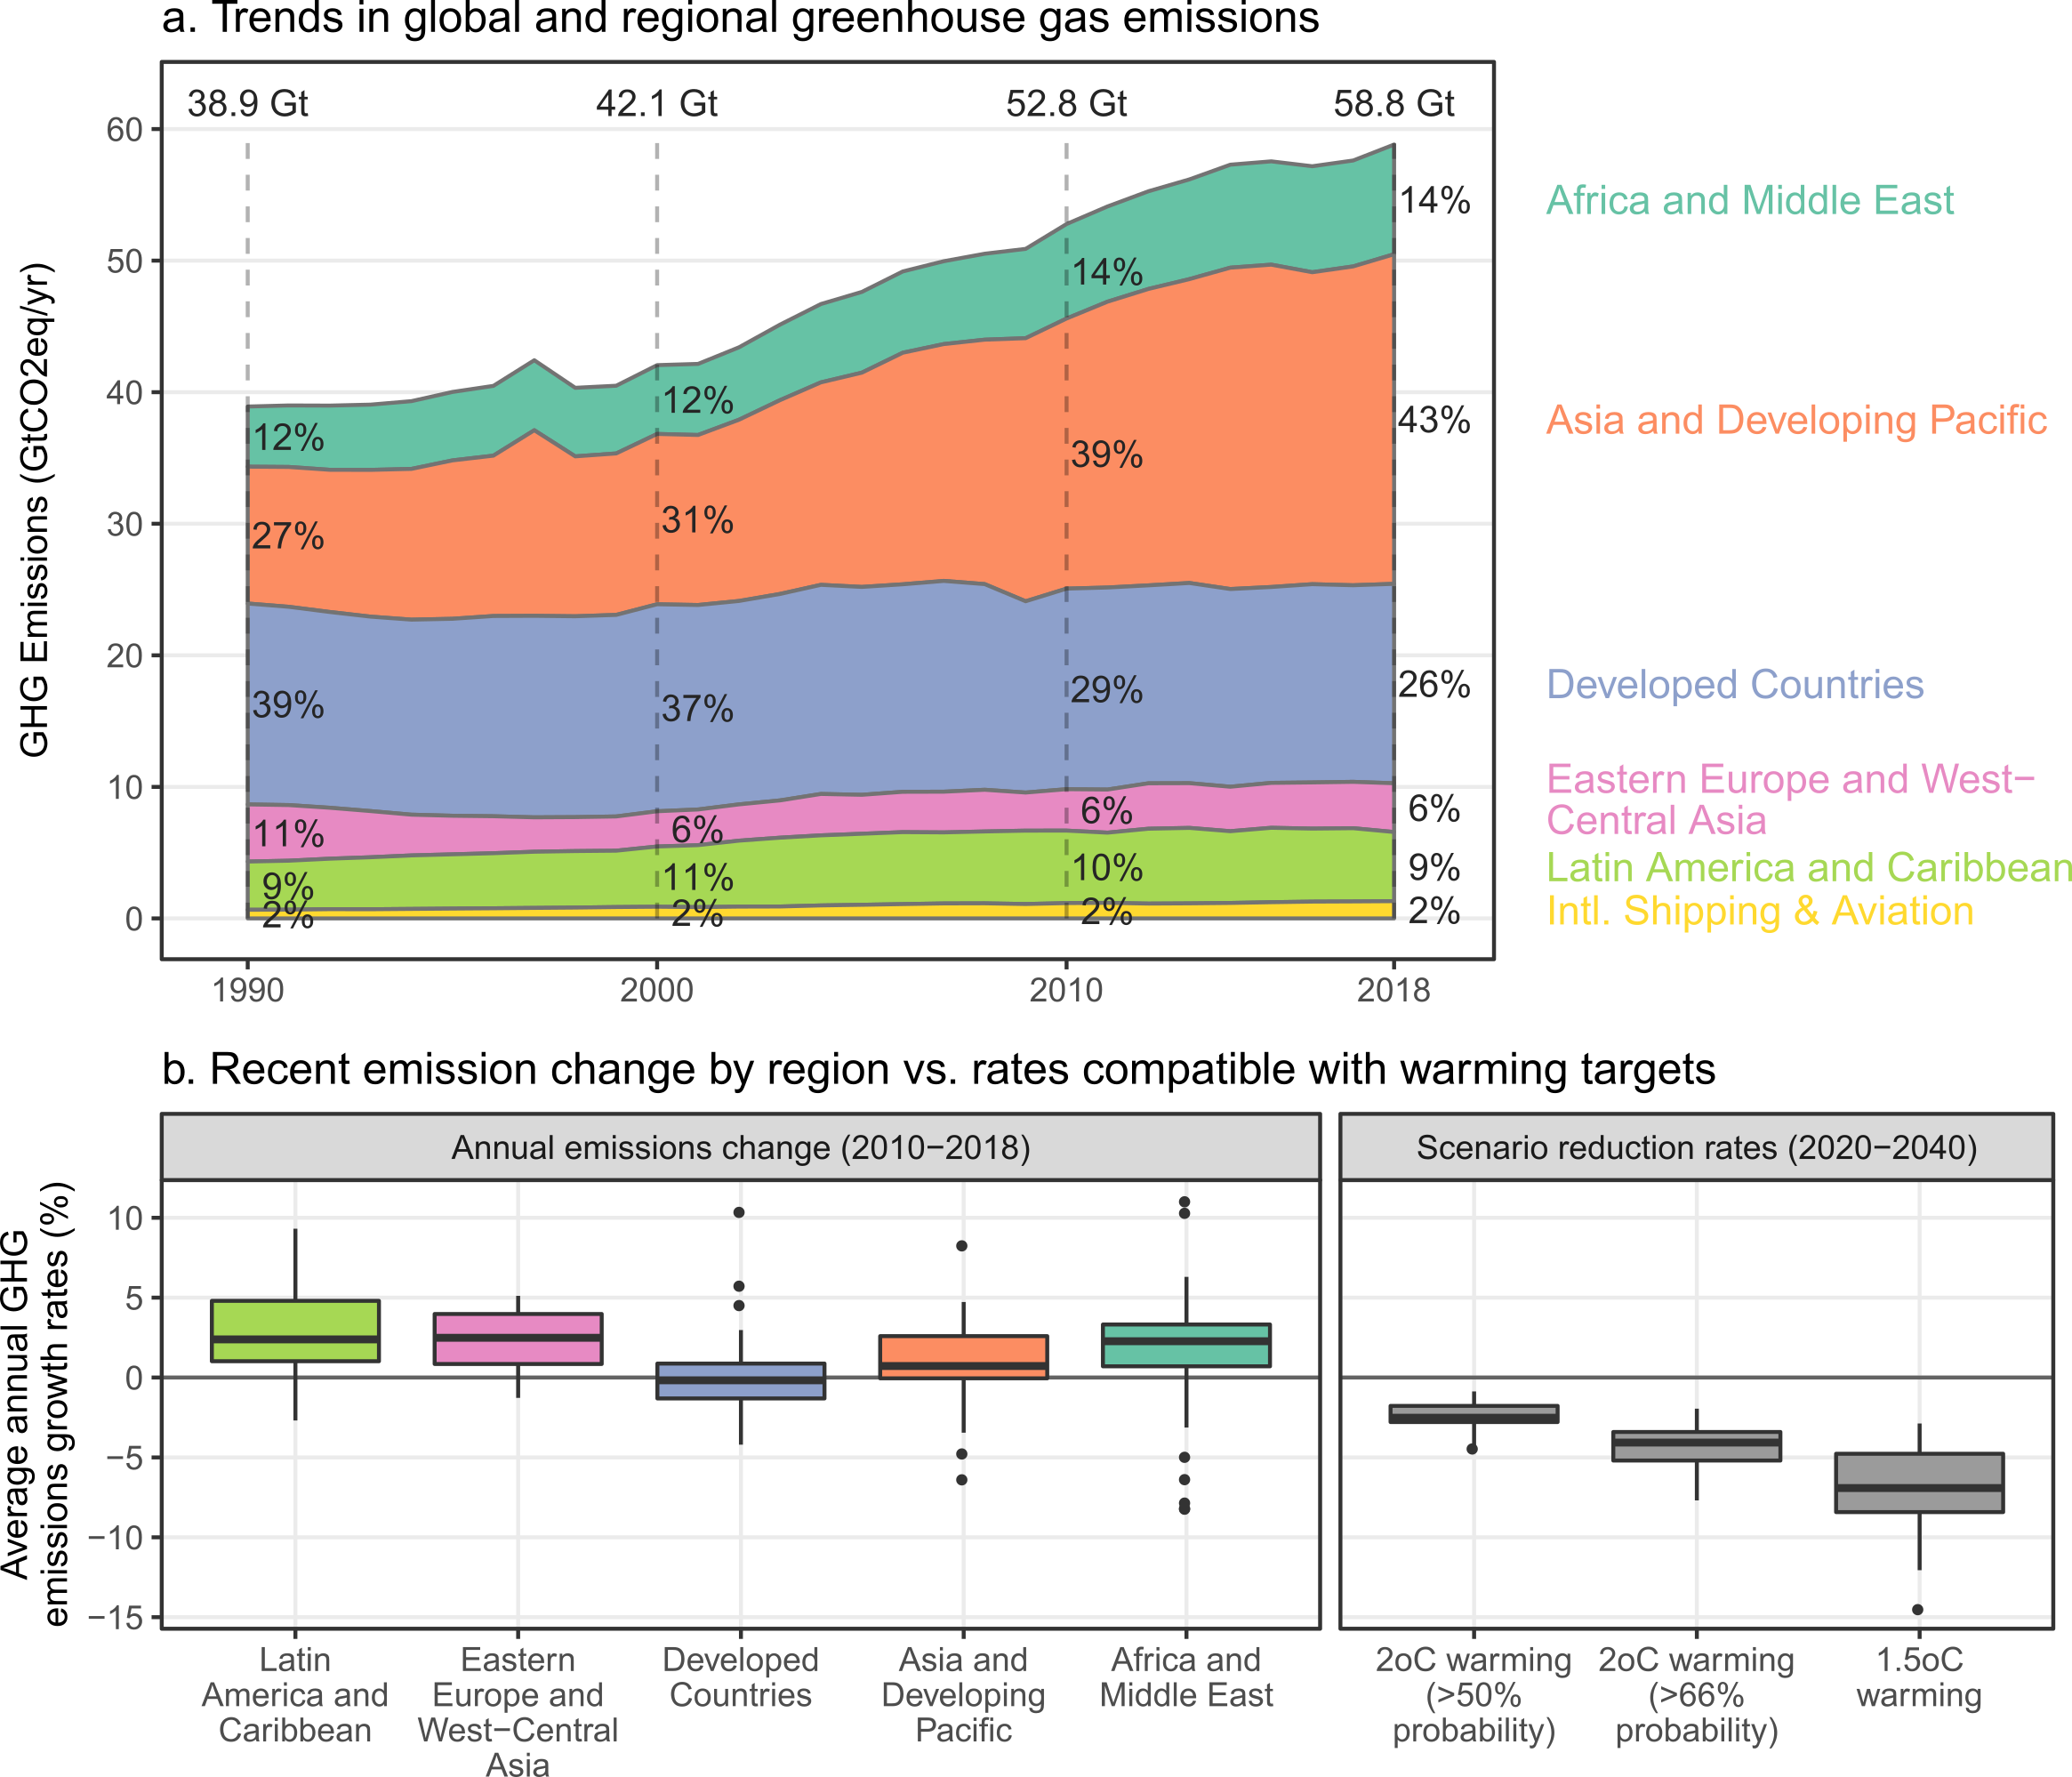 a. Trends in global and regional greenhouse gas emissions
38.9 Gt 42.1 Gt 52.8 Gt 58.8 Gt
GHG Emissions (GtCO2eq/yr)
60
50
40
30
20
10
0
12% 12% 14% 14%
27% 31% 39% 43%
39% 37% 29% 26%
11% 6% 6% 6%
9% 11% 10% 9%
2% 2% 2% 2%
Africa and Middle East
Asia and Developing Pacific
Developed Countries
Eastern Europe and West−
Central Asia
Latin America and Caribbean
Intl. Shipping & Aviation
1990 2000 2010 2018
b. Recent emission change by region vs. rates compatible with warming targets
Annual emissions change (2010−2018)
Scenario reduction rates (2020−2040)
Average annual GHG
emissions growth rates (%)
10
5
0
−5
−10
−15
Latin
America and
Caribbean
Eastern
Europe and
West−Central
Asia
Developed
Countries
Asia and
Developing
Pacific
Africa and
Middle East
2oC warming
(>50%
probability)
2oC warming
(>66%
probability)
1.5oC
warming